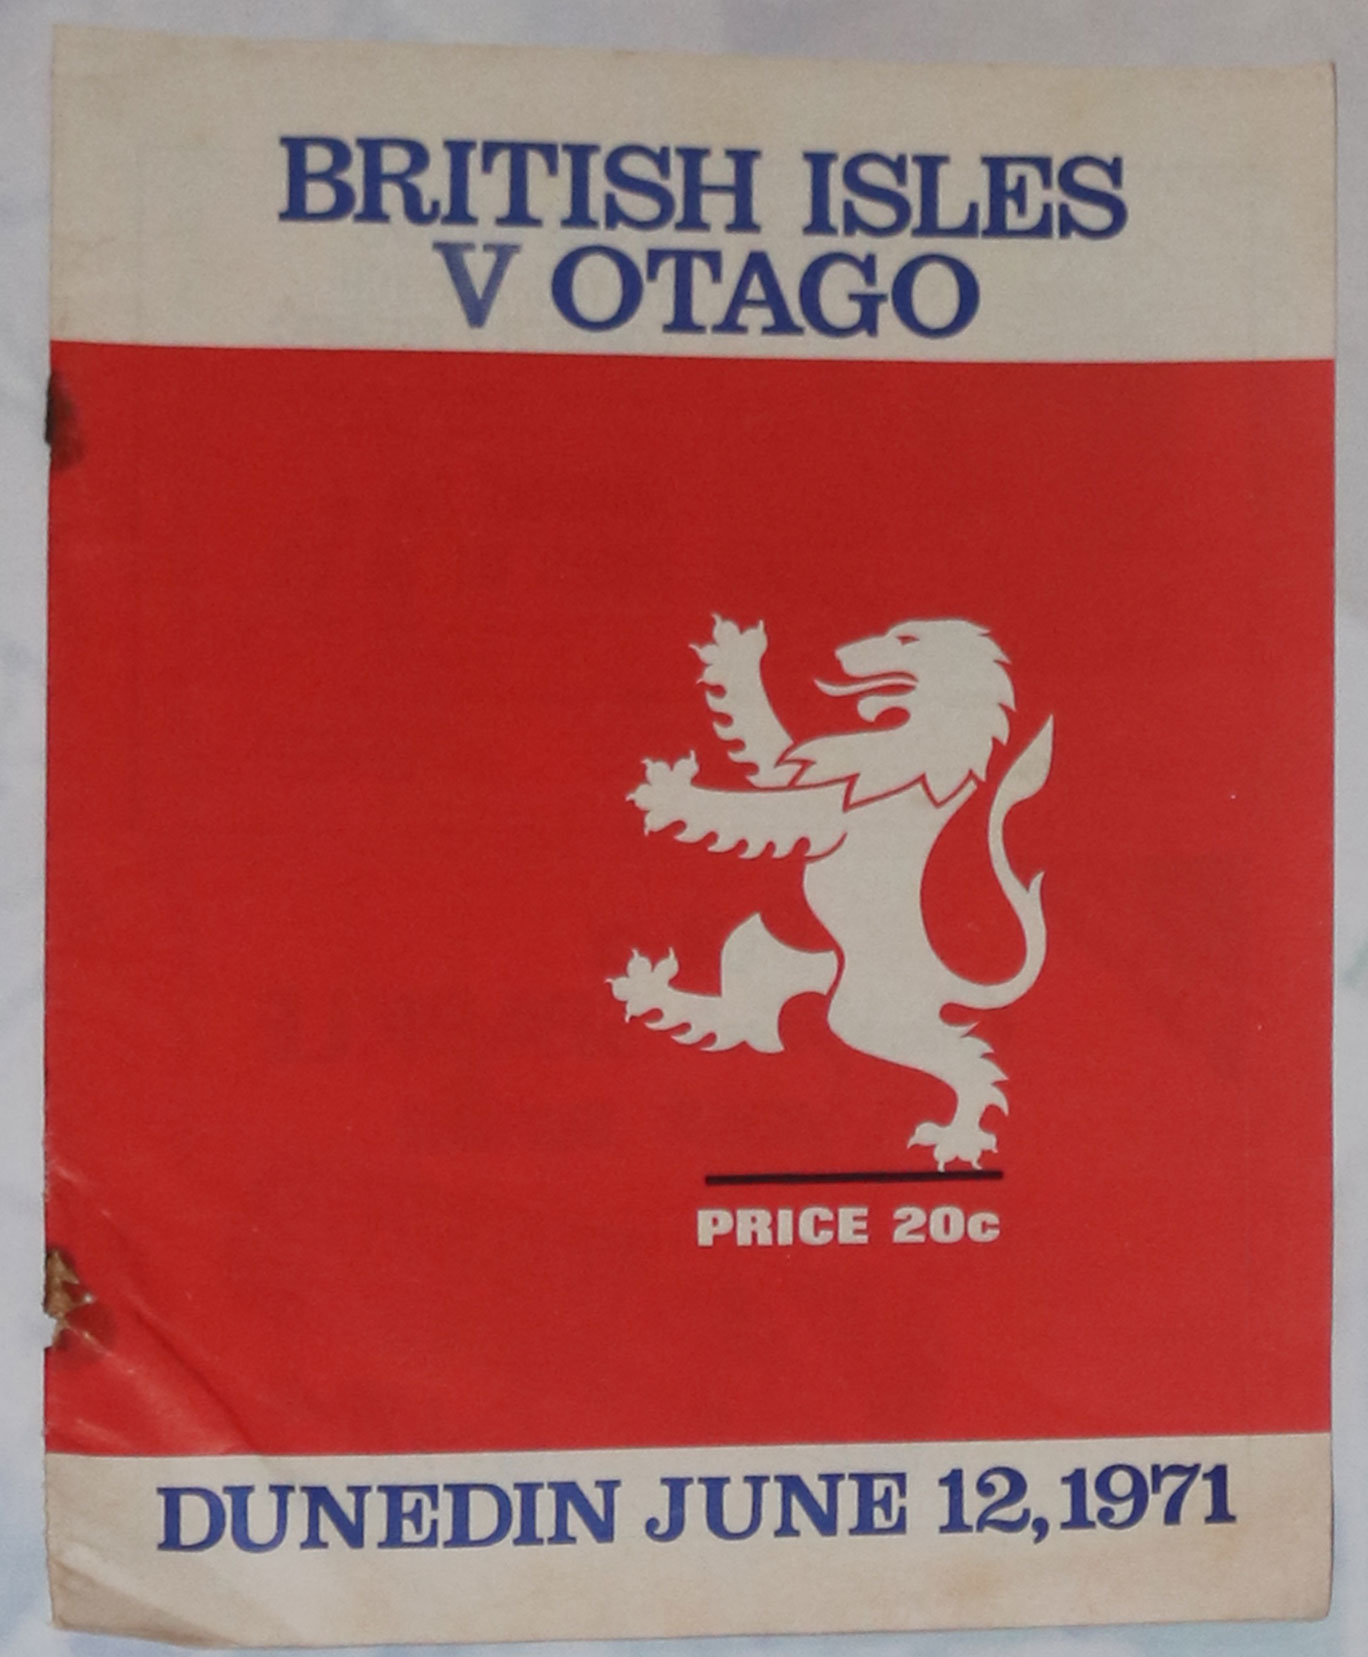 BRITISH ISLES
V OTAGO
PRICE 20c
DUNEDIN JUNE 12, 1971